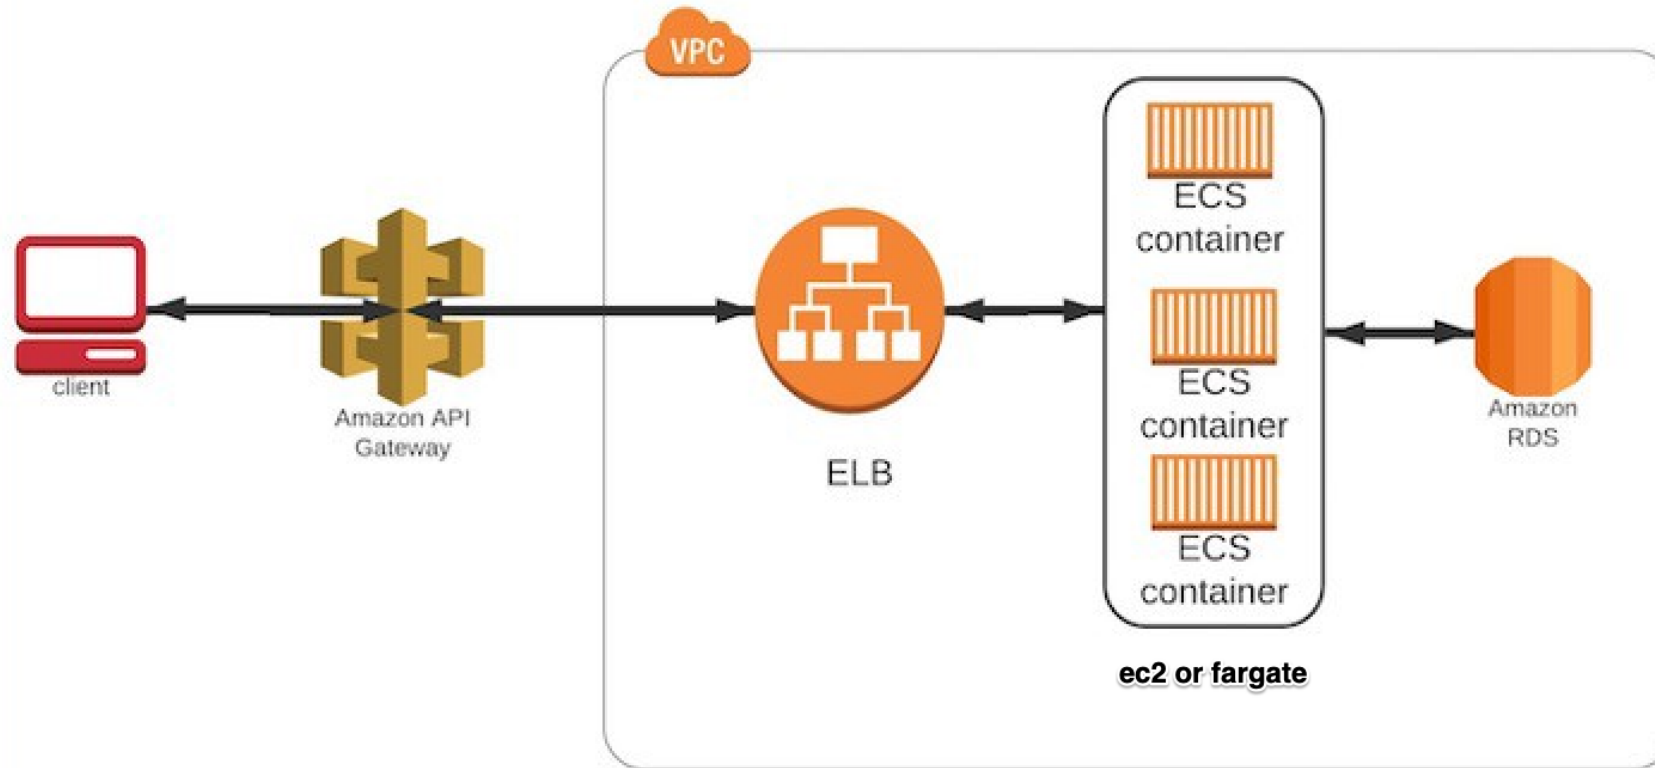 VPC
client
Amazon API
Gateway
ELB
ECS
container
ECS
container
ECS
container
ec2 or fargate
Amazon
RDS